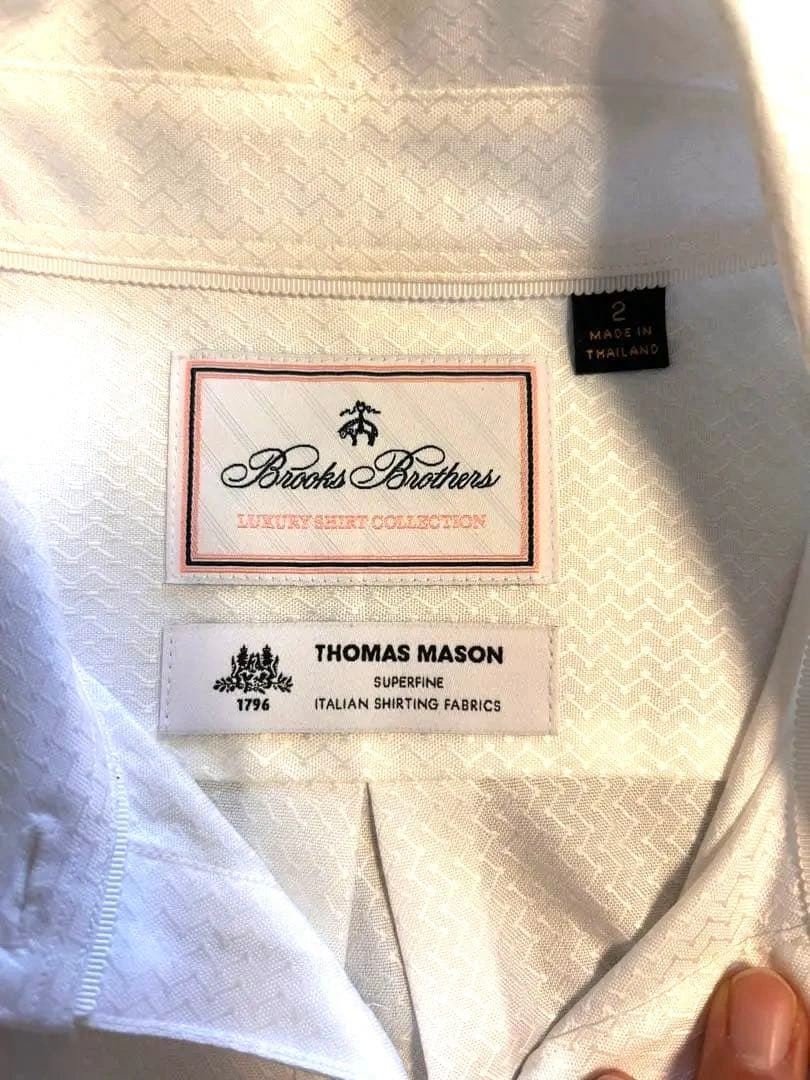 2
MADE IN
THAILAND
Brooks Brothers
LUXURY SHIRT COLLECTION
THOMAS MASON
SUPERFINE
1796
ITALIAN SHIRTING FABRICS